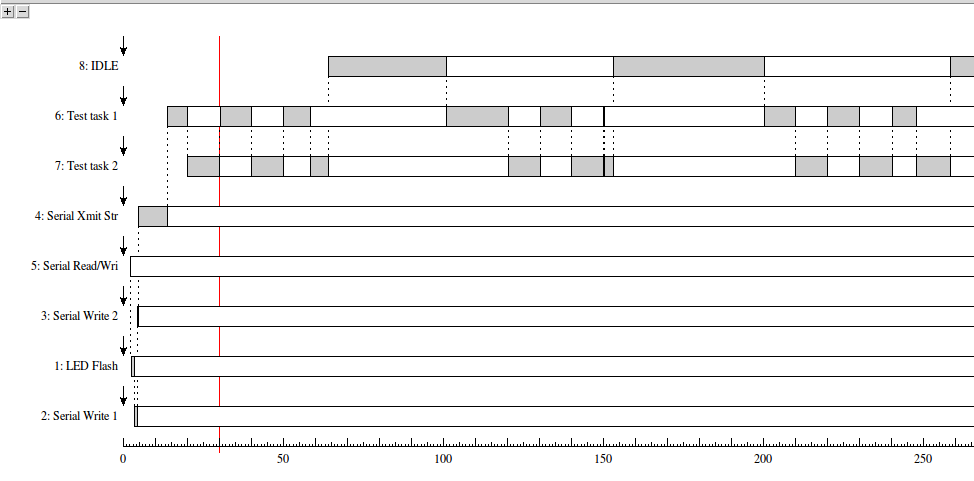 + −
8: IDLE
6: Test task 1
7: Test task 2
4: Serial Xmit Str
5: Serial Read/Wri
3: Serial Write 2
1: LED Flash
2: Serial Write 1
0 50 100 150 200 250